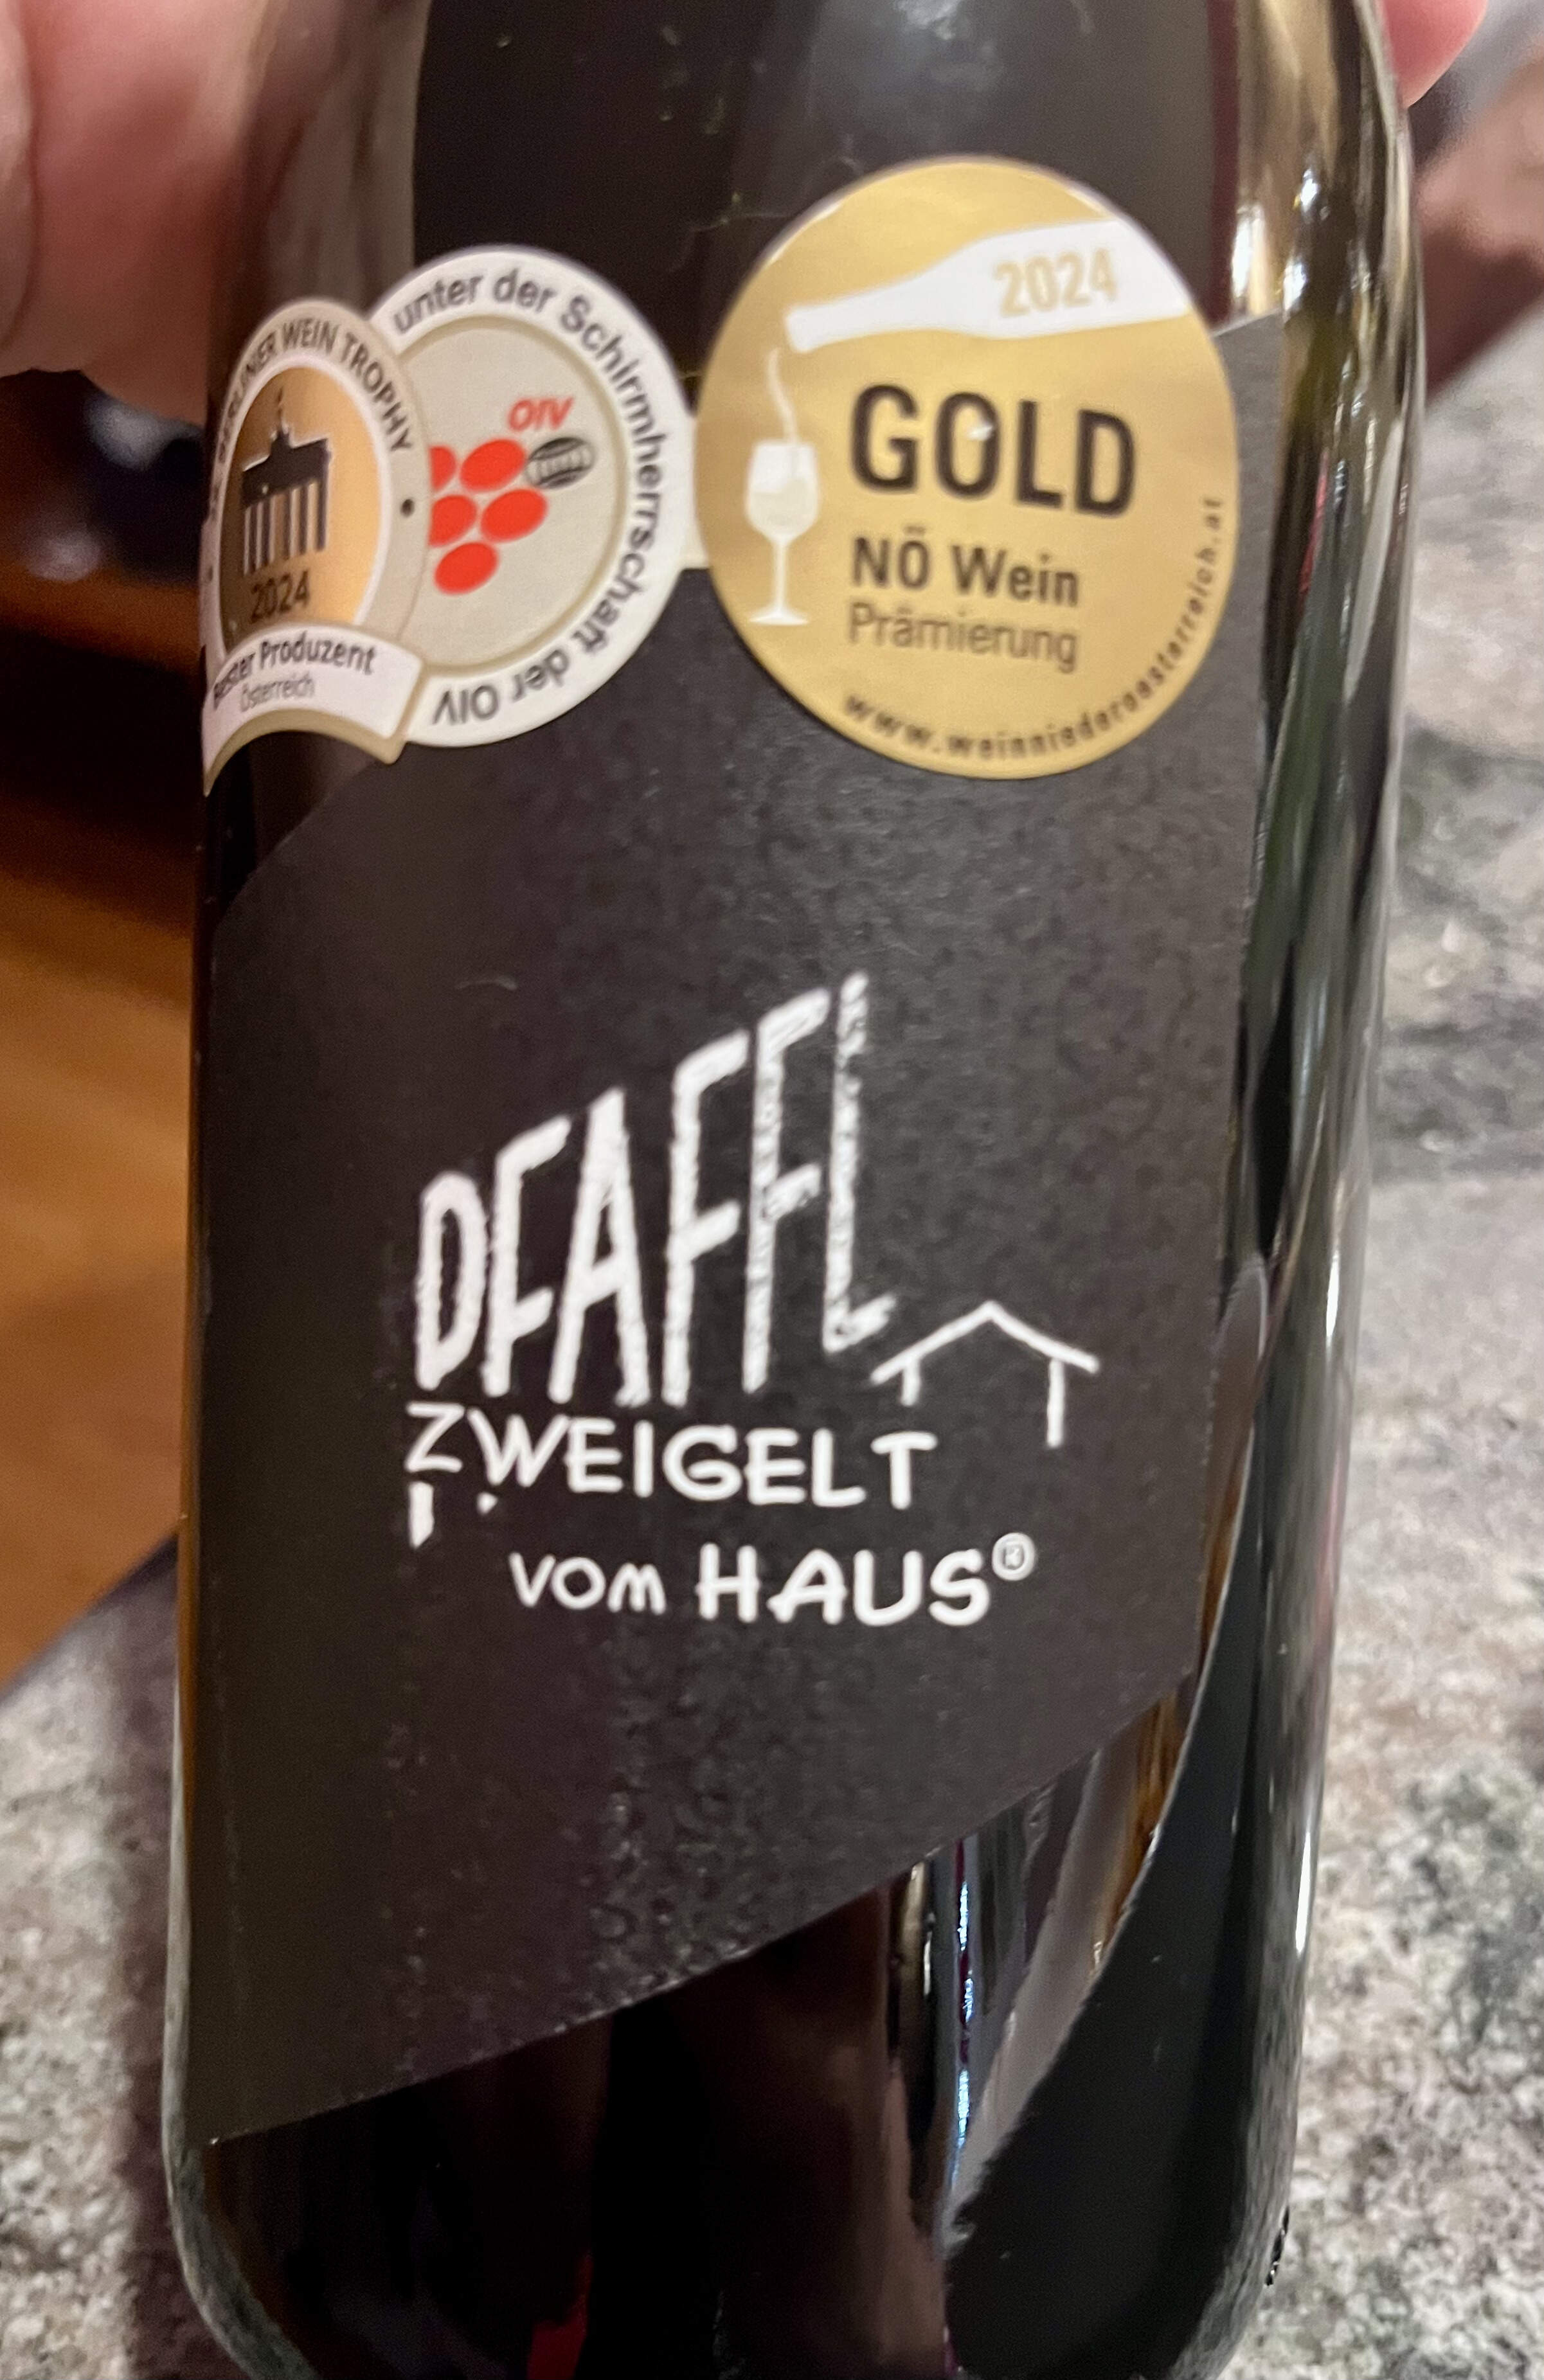 BERLINER WEIN TROPHY
2024
Bester Produzent
Österreich
unter der Schirmherrschaft der OIV
OIV
2024
GOLD
NÖ Wein
Prämierung
www.weinniederoesterreich.at
PFAFFL
ZWEIGELT
vom HAUS®